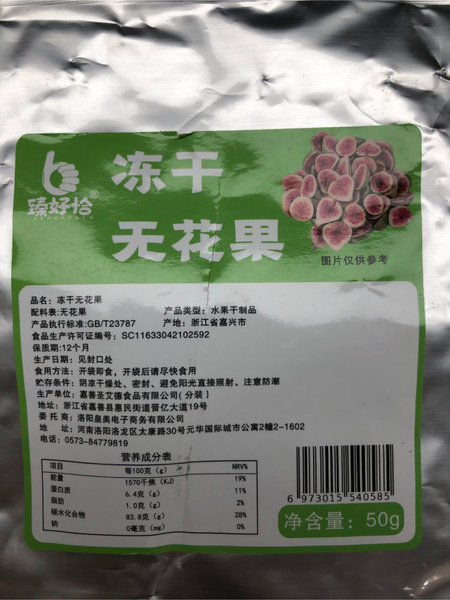 臻好恰®
冻干
无花果
图片仅供参考
品名：冻干无花果
配料表:无花果 产品类型：水果干制品
产品执行标准:GB/T23787 产地：浙江省嘉兴市
食品生产许可证编号：SC11633042102592
保质期:12个月
生产日期：见封口处
食用方法：开袋即食，开袋后请尽快食用
贮存条件：阴凉干燥处、密封、避免阳光直接照射、注意防潮
生产单位：嘉善圣艾德食品有限公司(分装)
地址：浙江省嘉善县惠民街道晋亿大道19号
委托商：洛阳皇美电子商务有限公司
地址：河南洛阳洛龙区太康路30号元华国际城市公寓2幢2-1602
电话：0573-84779819
营养成分表
项目 每100克（g） NRV%
能量 1570千焦（KJ） 19%
蛋白质 6.4克（g） 11%
脂肪 1.0克（g） 2%
碳水化合物 83.8克（g） 28%
钠 0毫克（mg） 0%
6 973015 540585
净含量：50g